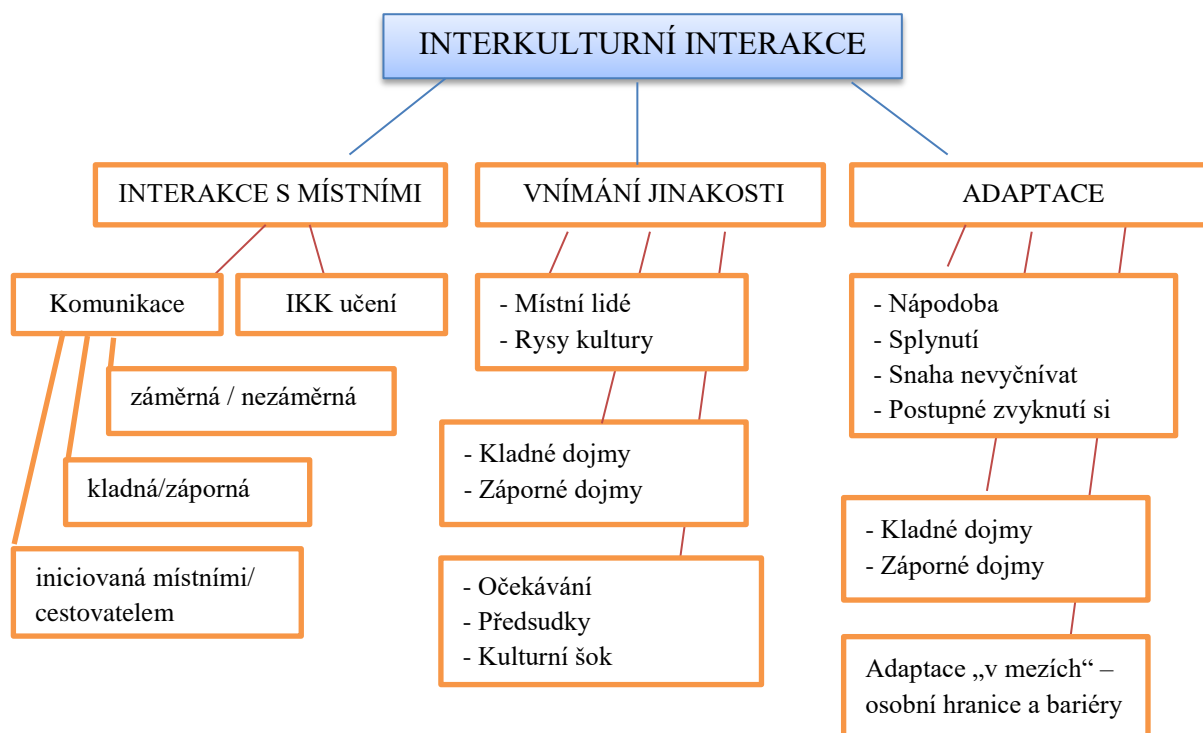 INTERKULTURNÍ INTERAKCE
INTERAKCE S MÍSTNÍMI
Komunikace
IKK učení
záměrná / nezáměrná
kladná/záporná
iniciovaná místními/
cestovatelem
VNÍMÁNÍ JINAKOSTI
- Místní lidé
- Rysy kultury
- Kladné dojmy
- Záporné dojmy
- Očekávání
- Předsudky
- Kulturní šok
ADAPTACE
- Nápodoba
- Splynutí
- Snaha nevyčnívat
- Postupné zvyknutí si
- Kladné dojmy
- Záporné dojmy
Adaptace „v mezích“ –
osobní hranice a bariéry